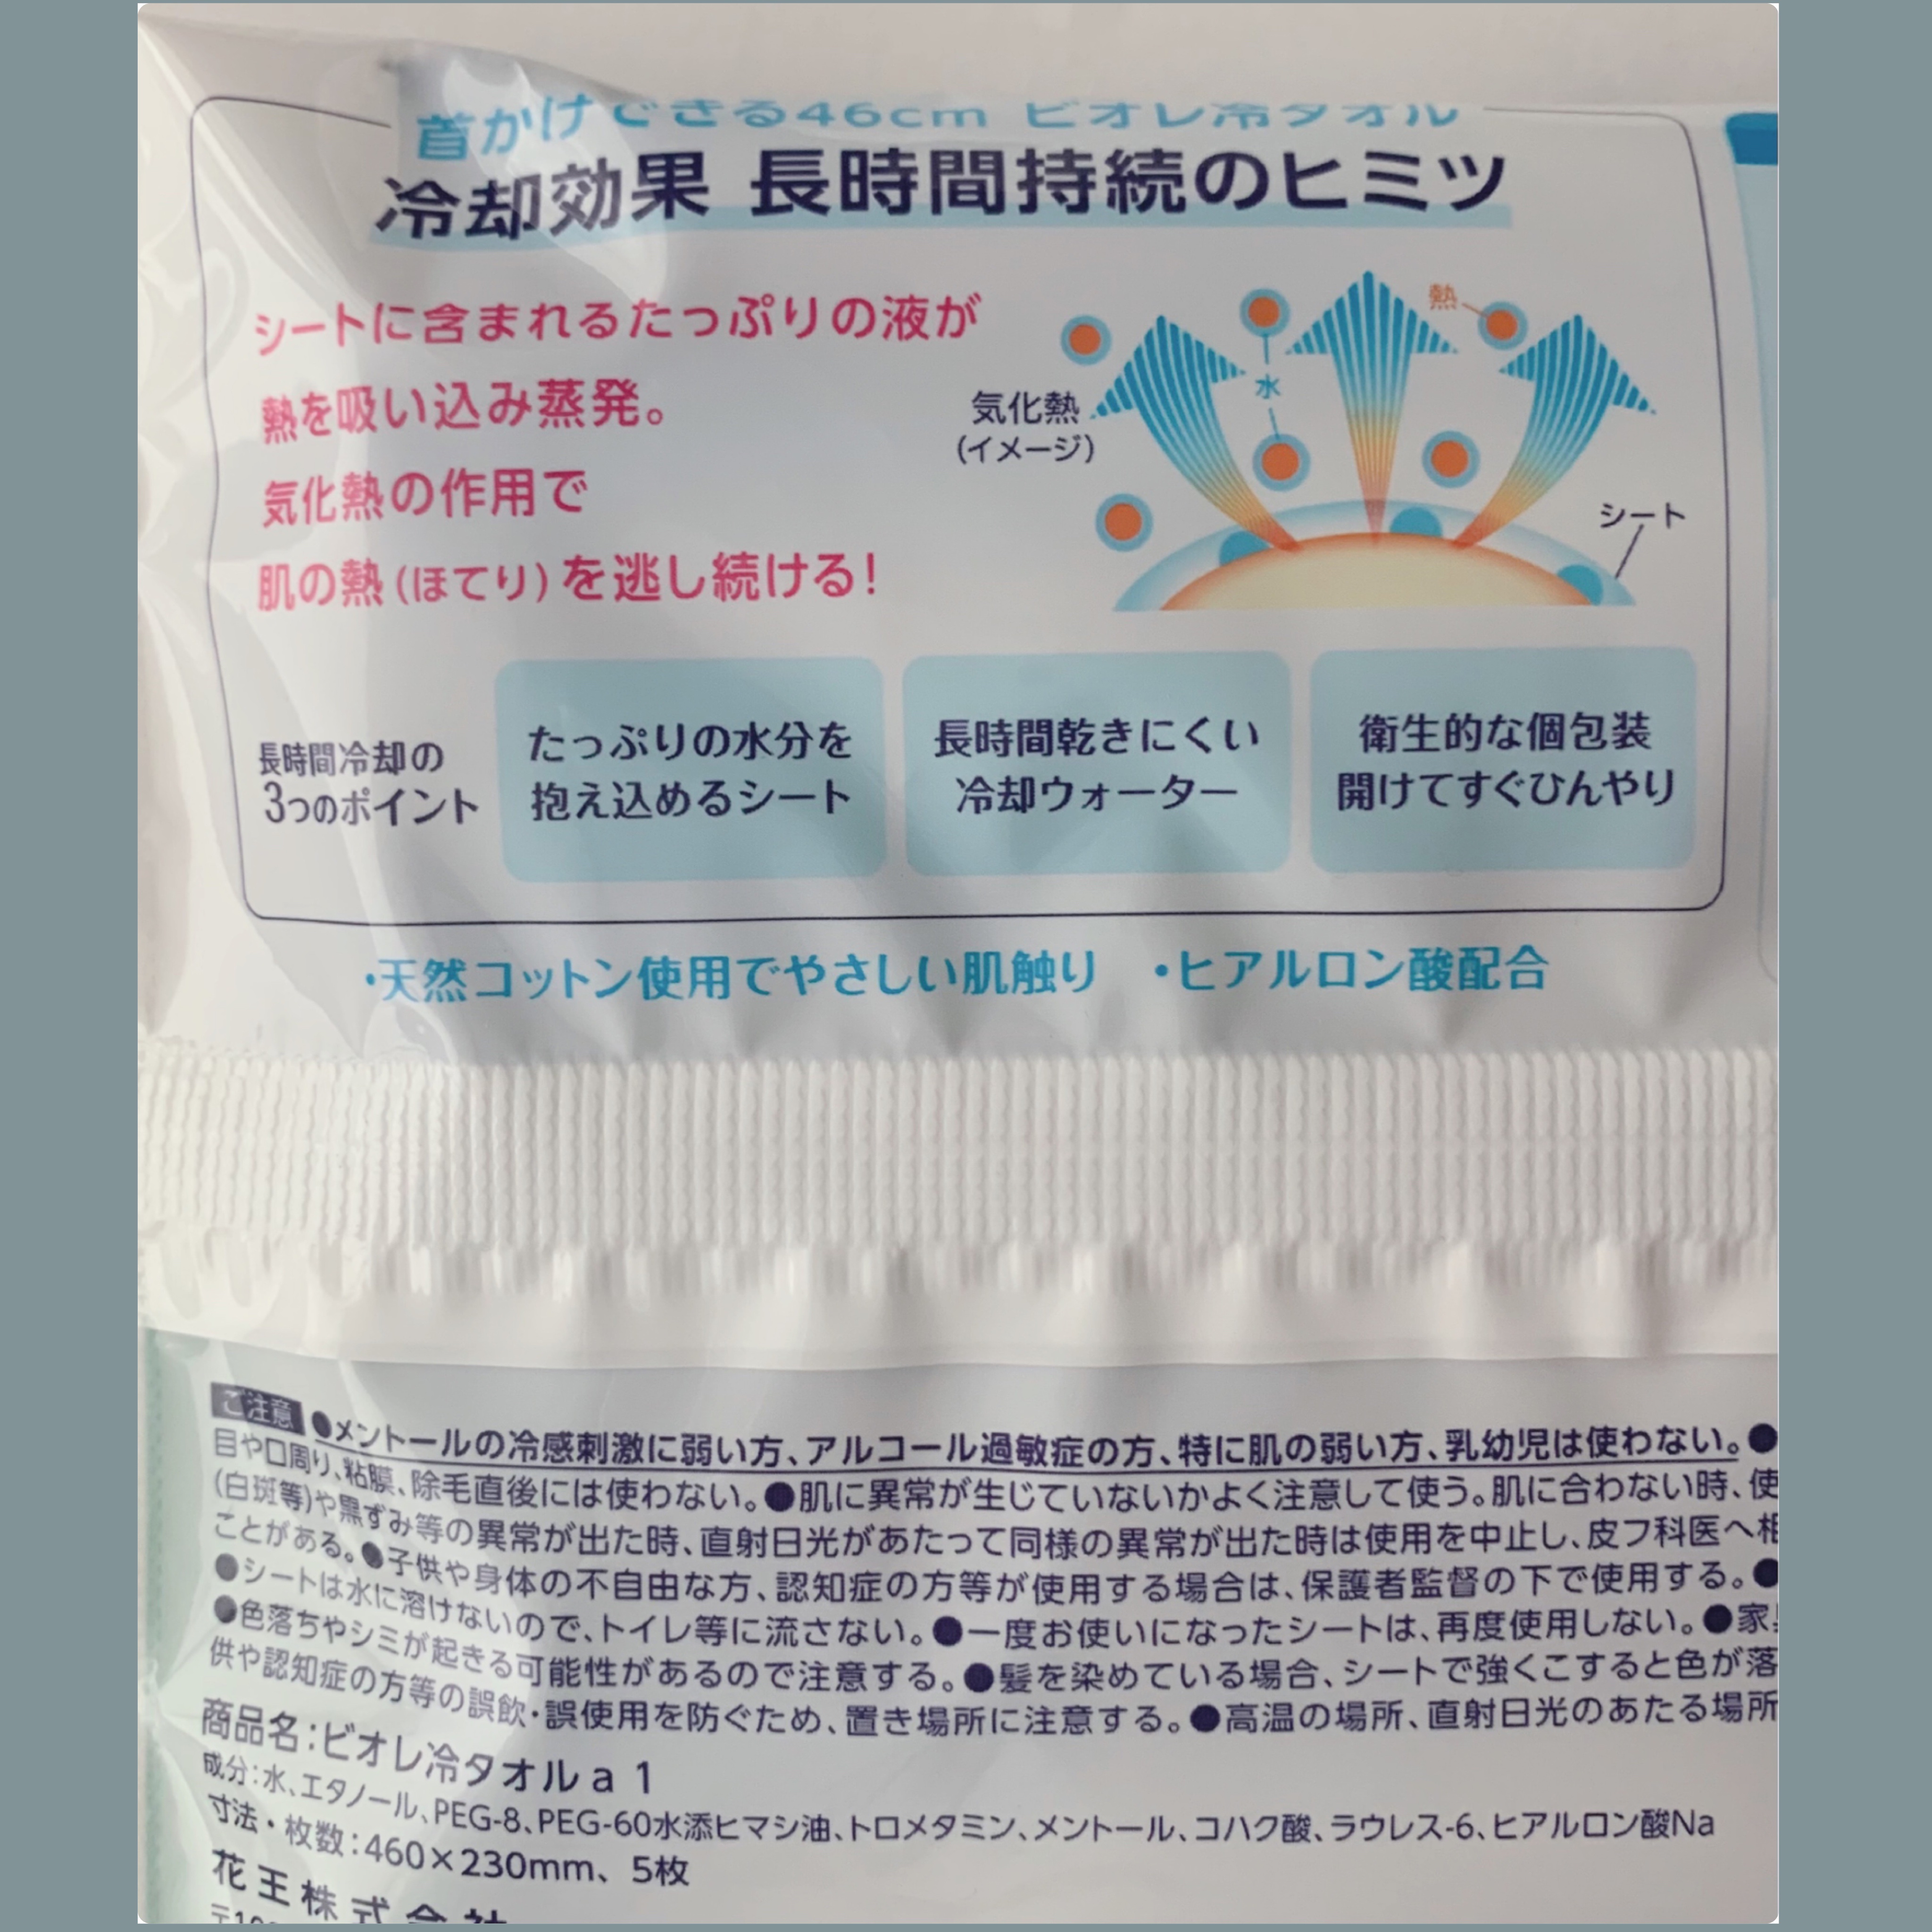 首かけできる46cm ビオレ冷タオル
冷却効果 長時間持続のヒミツ
シートに含まれるたっぷりの液が
熱を吸い込み蒸発。
気化熱の作用で
肌の熱(ほてり)を逃し続ける!
熱
水
気化熱
(イメージ)
シート
長時間冷却の
3つのポイント
たっぷりの水分を
抱え込めるシート
長時間乾きにくい
冷却ウォーター
衛生的な個包装
開けてすぐひんやり
・天然コットン使用でやさしい肌触り ・ヒアルロン酸配合
ご注意 ●メントールの冷感刺激に弱い方、アルコール過敏症の方、特に肌の弱い方、乳幼児は使わない。●
目や口周り、粘膜、除毛直後には使わない。●肌に異常が生じていないかよく注意して使う。肌に合わない時、使
(白斑等)や黒ずみ等の異常が出た時、直射日光があたって同様の異常が出た時は使用を中止し、皮フ科医へ相
ことがある。●子供や身体の不自由な方、認知症の方等が使用する場合は、保護者監督の下で使用する。●
●シートは水に溶けないので、トイレ等に流さない。●一度お使いになったシートは、再度使用しない。●家
●色落ちやシミが起きる可能性があるので注意する。●髪を染めている場合、シートで強くこすると色が落
供や認知症の方等の誤飲・誤使用を防ぐため、置き場所に注意する。●高温の場所、直射日光のあたる場所
商品名:ビオレ冷タオルa1
成分:水、エタノール、PEG-8、PEG-60水添ヒマシ油、トロメタミン、メントール、コハク酸、ラウレス-6、ヒアルロン酸Na
寸法・枚数:460×230mm、5枚
花王株式会社